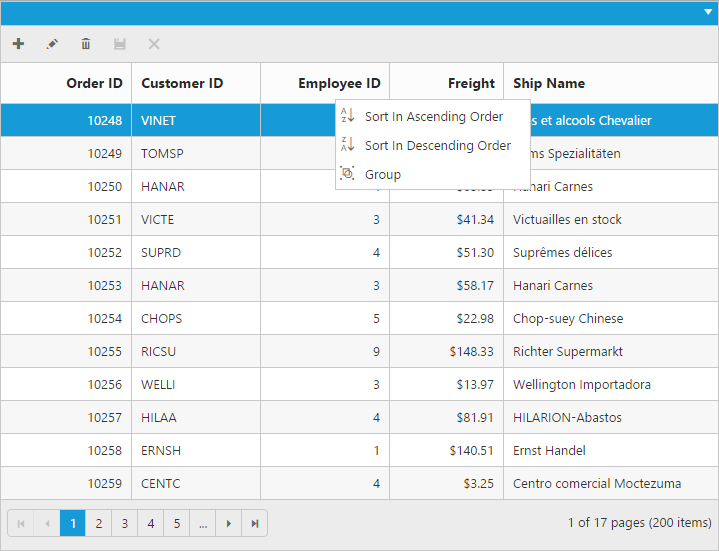 Order ID Customer ID Employee ID Freight Ship Name
10248 VINET et alcools Chevalier
Sort In Ascending Order
10249 TOMSP Spezialitäten
Sort In Descending Order
10250 HANAR Hanari Carnes
Group
10251 VICTE 3 $41.34 Victuailles en stock
10252 SUPRD 4 $51.30 Suprêmes délices
10253 HANAR 3 $58.17 Hanari Carnes
10254 CHOPS 5 $22.98 Chop-suey Chinese
10255 RICSU 9 $148.33 Richter Supermarkt
10256 WELLI 3 $13.97 Wellington Importadora
10257 HILAA 4 $81.91 HILARION-Abastos
10258 ERNSH 1 $140.51 Ernst Handel
10259 CENTC 4 $3.25 Centro comercial Moctezuma
1 2 3 4 5 ... 1 of 17 pages (200 items)